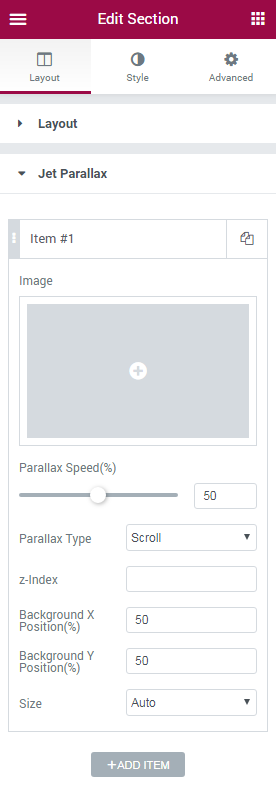 Edit Section
Layout Style Advanced
Layout
Jet Parallax
Item #1
Image
Parallax Speed(%)
50
Parallax Type Scroll
z-Index
Background X
Position(%)
50
Background Y
Position(%)
50
Size Auto
+ADD ITEM